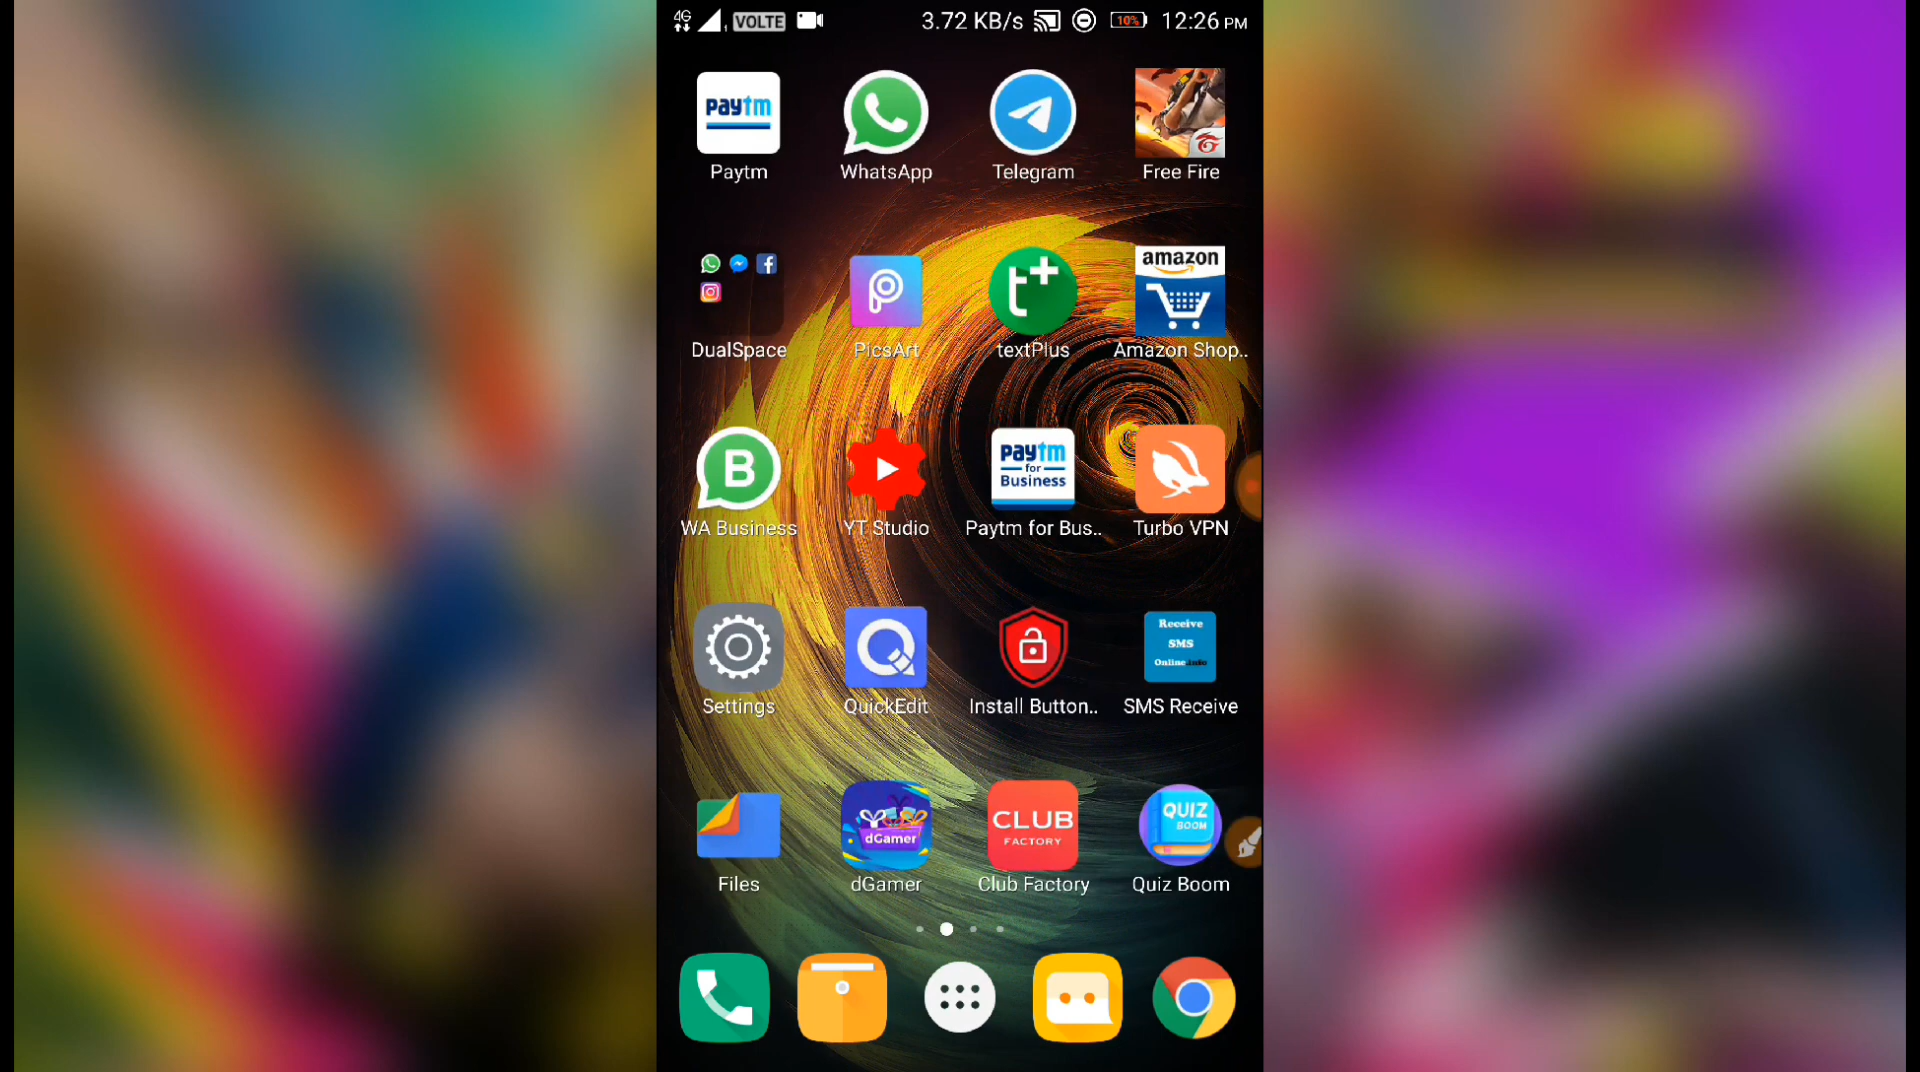 4G VOLTE 3.72 KB/s 10% 12:26 PM
paytm
Paytm WhatsApp Telegram Free Fire
t+ amazon
DualSpace PicsArt textPlus Amazon Shop..
B paytm for Business
WA Business YT Studio Paytm for Bus.. Turbo VPN
Receive
SMS
Online.info
Settings QuickEdit Install Button.. SMS Receive
dGamer CLUB FACTORY QUIZ BOOM
Files dGamer Club Factory Quiz Boom